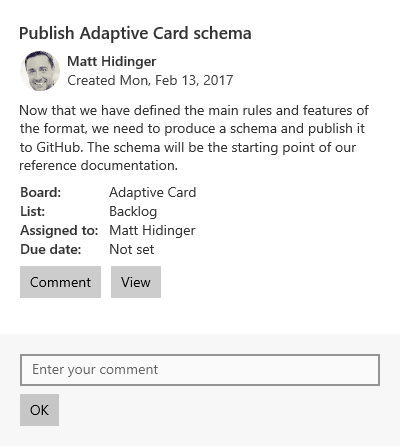 Publish Adaptive Card schema
Matt Hidinger
Created Mon, Feb 13, 2017
Now that we have defined the main rules and features of
the format, we need to produce a schema and publish it
to GitHub. The schema will be the starting point of our
reference documentation.
Board: Adaptive Card
List: Backlog
Assigned to: Matt Hidinger
Due date: Not set
Comment View
Enter your comment
OK